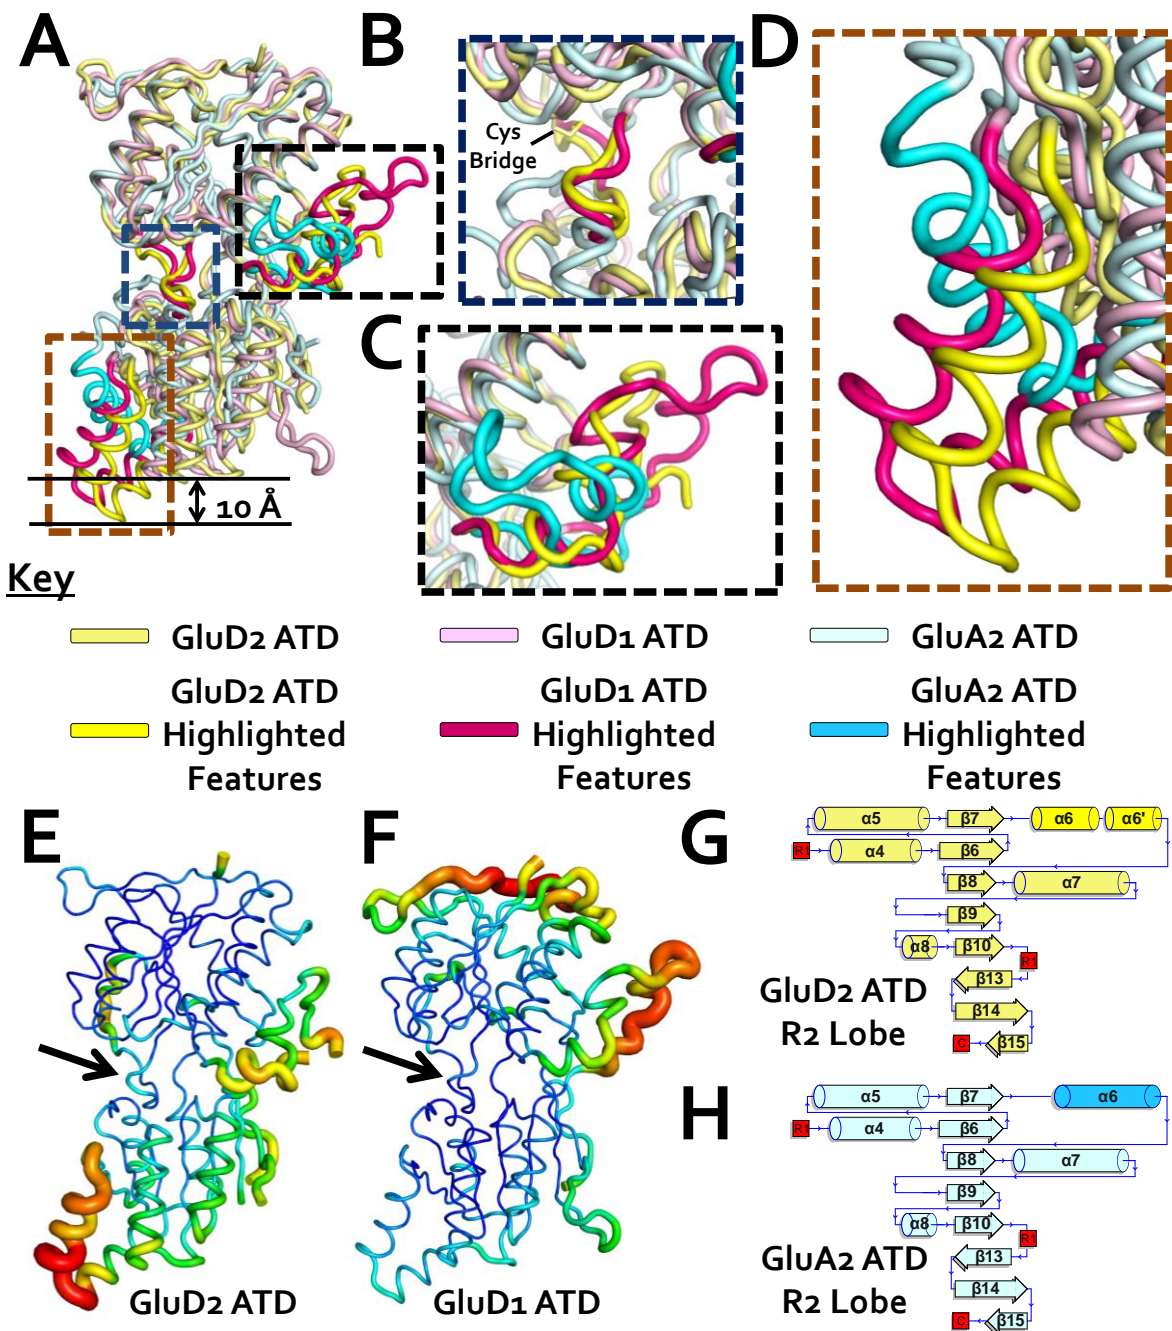 A
B
Cys
Bridge
C
D
10 Å
Key
GluD2 ATD
GluD1 ATD
GluA2 ATD
GluD2 ATD
Highlighted
Features
GluD1 ATD
Highlighted
Features
GluA2 ATD
Highlighted
Features
E
GluD2 ATD
F
GluD1 ATD
G
α5
β7
α6
α6'
R1
α4
β6
β8
α7
β9
α8
β10
R1
β13
β14
C
β15
GluD2 ATD
R2 Lobe
H
α5
β7
α6
R1
α4
β6
β8
α7
β9
α8
β10
R1
β13
β14
C
β15
GluA2 ATD
R2 Lobe